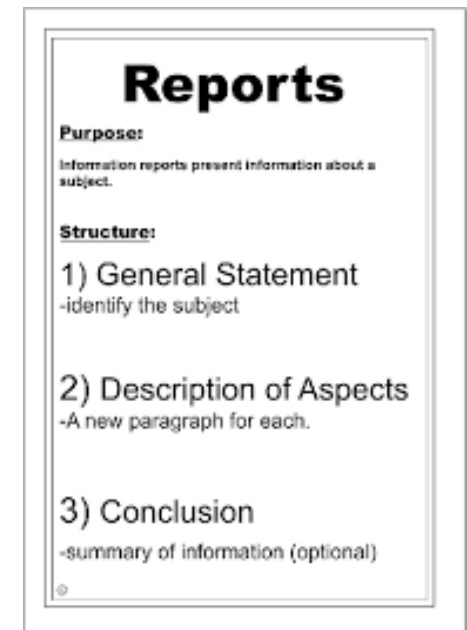 Reports
Purpose:
Information reports present information about a
subject.
Structure:
1) General Statement
-identify the subject
2) Description of Aspects
-A new paragraph for each.
3) Conclusion
-summary of information (optional)